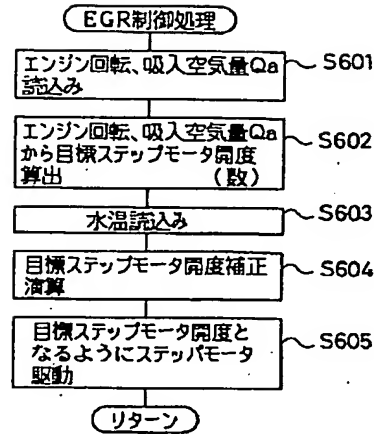 EGR制御処理
エンジン回転、吸入空気量Qa
読込み
S601
エンジン回転、吸入空気量Qa
から目標ステップモータ開度
算出 (数)
S602
水温読込み
S603
目標ステップモータ開度補正
演算
S604
目標ステップモータ開度と
なるようにステッパモータ
駆動
S605
リターン